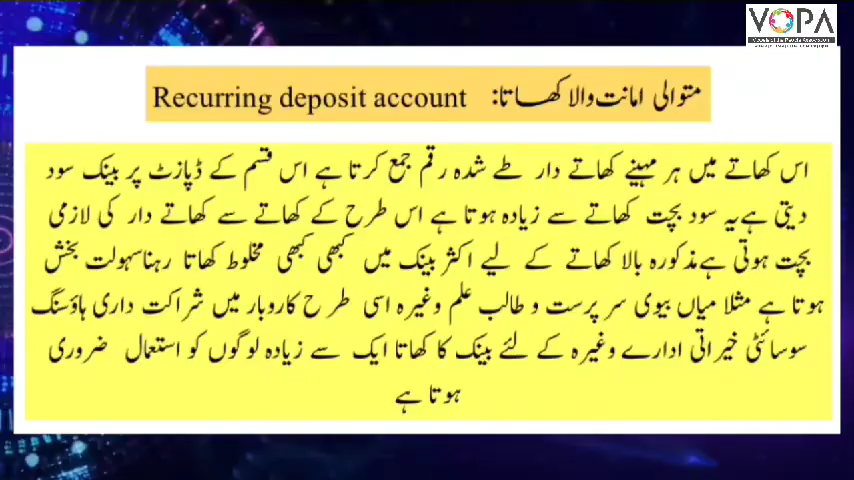 VOPA
متوالی امانت والا کھاتا: Recurring deposit account
اس کھاتے میں ہر مہینے کھاتے دار طے شدہ رقم جمع کرتا ہے اس قسم کے ڈپازٹ پر بینک سود
دیتی ہے یہ سود بچت کھاتے سے زیادہ ہوتا ہے اس طرح کے کھاتے سے کھاتے دار کی لازمی
بچت ہوتی ہے مذکورہ بالا کھاتے کے لیے اکثر بینک میں کبھی کبھی مخلوط کھاتا رہنا سہولت بخش
ہوتا ہے مثلا میاں بیوی سرپرست و طالب علم وغیرہ اسی طرح کاروبار میں شراکت داری ہاؤسنگ
سوسائٹی خیراتی ادارے وغیرہ کے لئے بینک کا کھاتا ایک سے زیادہ لوگوں کو استعمال ضروری
ہوتا ہے